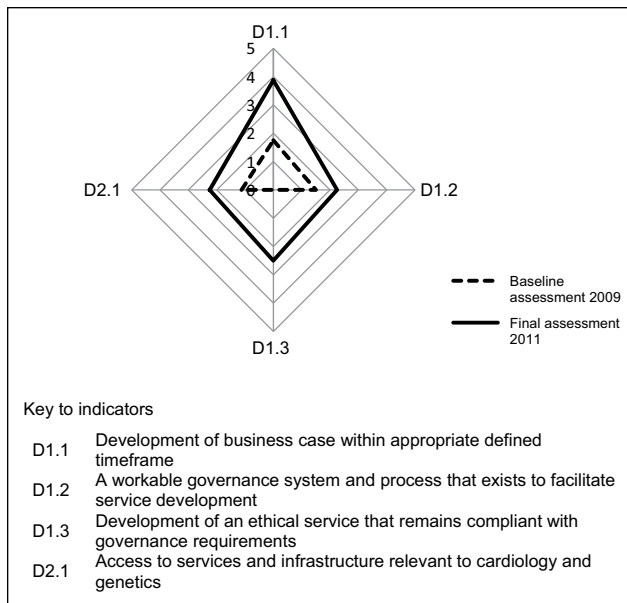 D1.1
5
4
3
2
1
0
D2.1
D1.2
D1.3
Baseline
assessment 2009
Final assessment
2011
Key to indicators
D1.1 Development of business case within appropriate defined
timeframe
D1.2 A workable governance system and process that exists to facilitate
service development
D1.3 Development of an ethical service that remains compliant with
governance requirements
D2.1 Access to services and infrastructure relevant to cardiology and
genetics